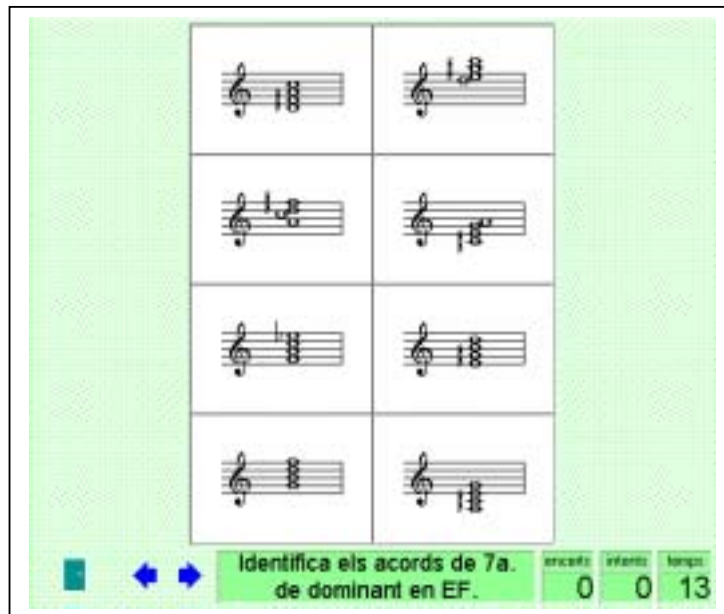 Identifica els acords de 7a.
de dominant en EF.
encerts
intents
temps
0
0
13